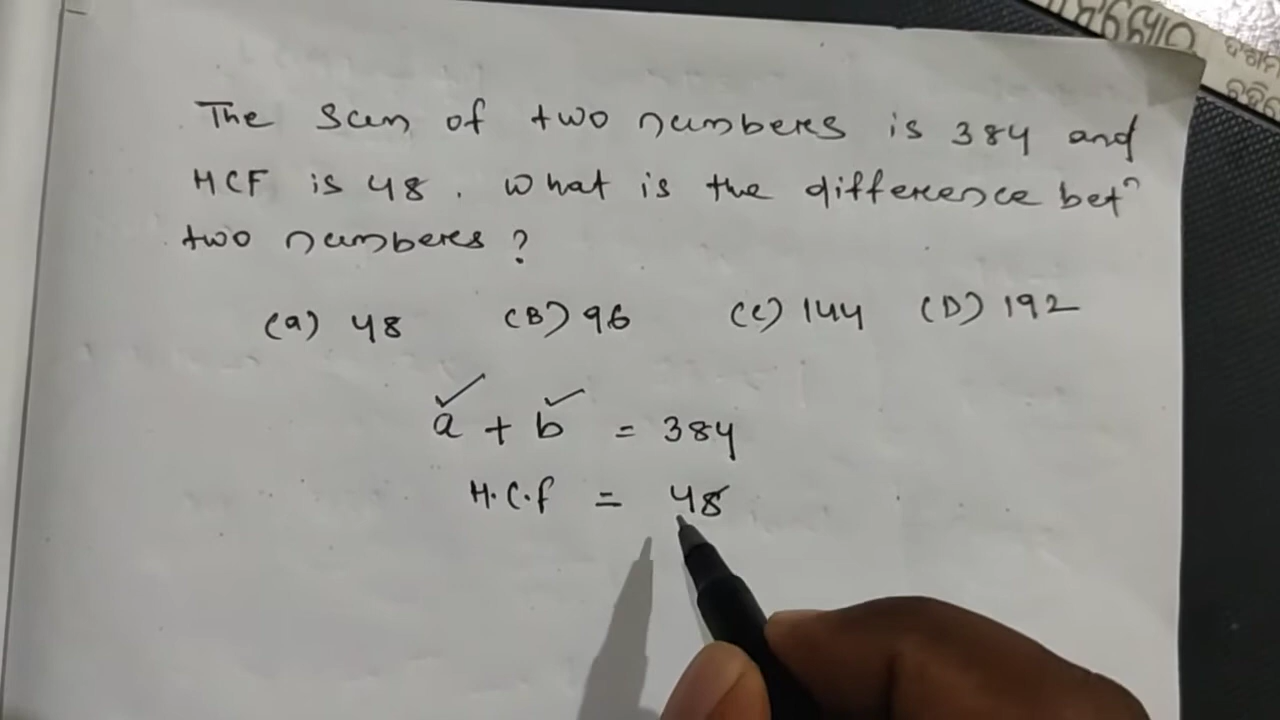 The sum of two numbers is 384 and
HCF is 48. What is the difference betn
two numbers?
(a) 48 (B) 96 (C) 144 (D) 192
a + b = 384
H.C.f = 48